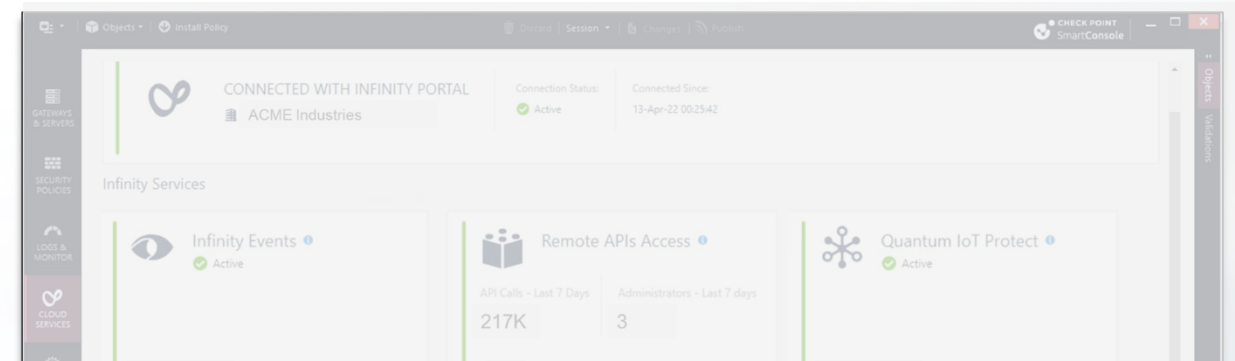 Objects
Install Policy
Discard
Session
Changes
Publish
CHECK POINT
SmartConsole
GATEWAYS
& SERVERS
SECURITY
POLICIES
LOGS &
MONITOR
CLOUD
SERVICES
CONNECTED WITH INFINITY PORTAL
ACME Industries
Connection Status:
Active
Connected Since:
13-Apr-22 00:25:42
Infinity Services
Infinity Events
Active
Remote APIs Access
API Calls - Last 7 Days
217K
Administrators - Last 7 days
3
Quantum IoT Protect
Active
Objects
Validations